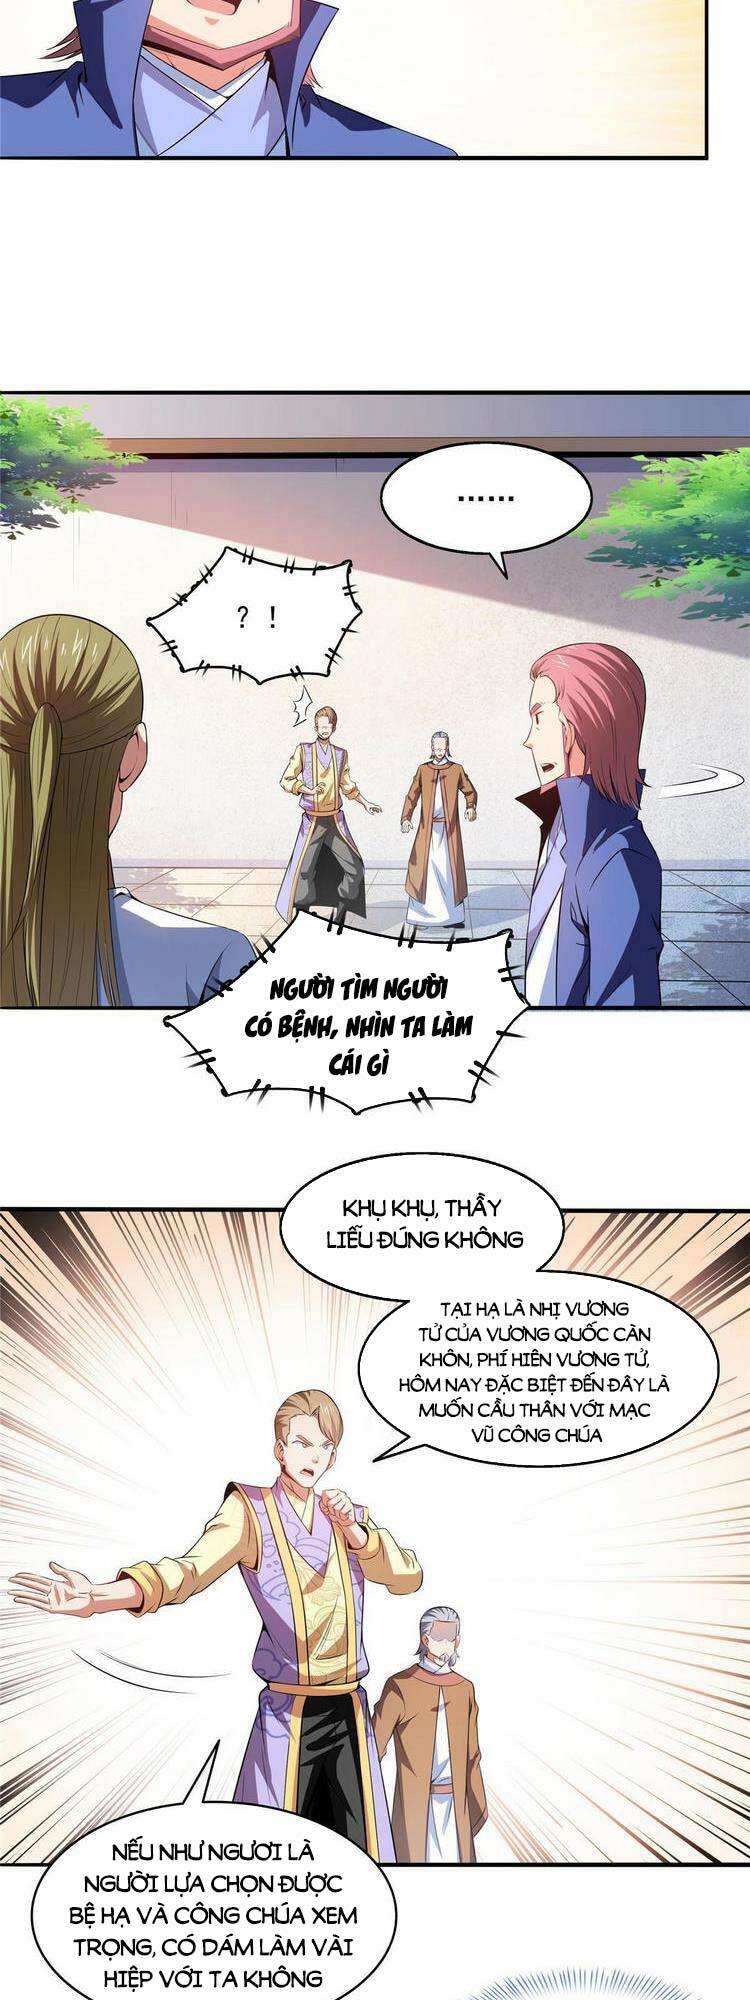 ......
? !
NGƯỜI TÌM NGƯỜI
CÓ BỆNH, NHÌN TA LÀM
CÁI GÌ
KHỤ KHỤ, THẦY
LIỄU ĐÚNG KHÔNG
TẠI HẠ LÀ NHỊ VƯƠNG
TỬ CỦA VƯƠNG QUỐC CÀN
KHÔN, PHÍ HIÊN VƯƠNG TỬ,
HÔM NAY ĐẶC BIỆT ĐẾN ĐÂY LÀ
MUỐN CẦU THÂN VỚI MẠC
VŨ CÔNG CHÚA
NẾU NHƯ NGƯƠI LÀ
NGƯỜI LỰA CHỌN ĐƯỢC
BỆ HẠ VÀ CÔNG CHÚA XEM
TRỌNG, CÓ DÁM LÀM VÀI
HIỆP VỚI TA KHÔNG